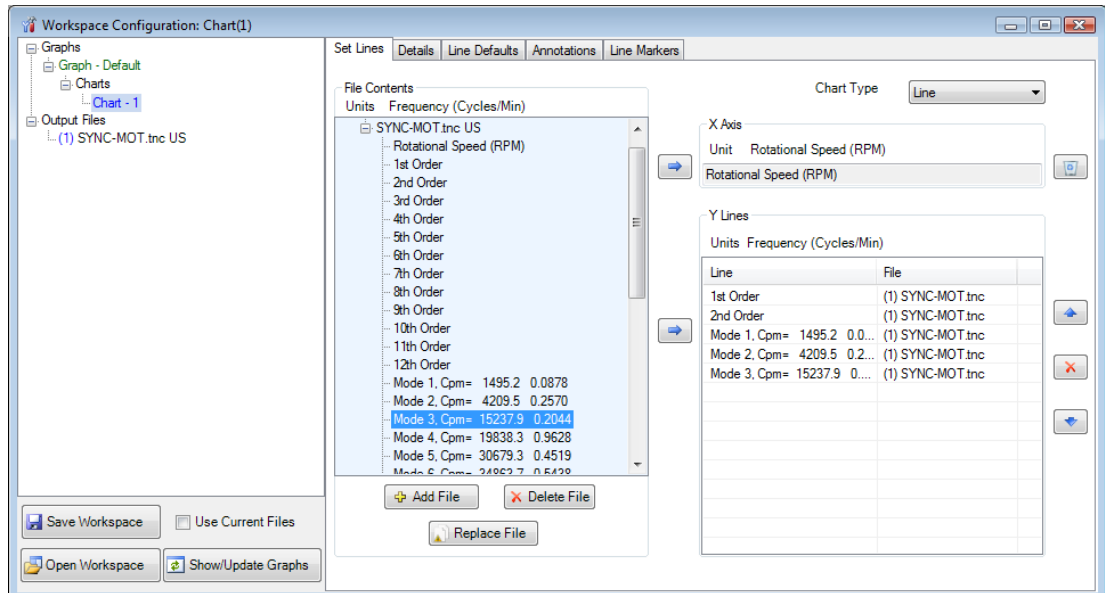 Workspace Configuration: Chart(1)
Graphs
Graph - Default
Charts
Chart - 1
Output Files
(1) SYNC-MOT.tnc US
Save Workspace
Use Current Files
Open Workspace
Show/Update Graphs
Set Lines
Details
Line Defaults
Annotations
Line Markers
File Contents
Units Frequency (Cycles/Min)
SYNC-MOT.tnc US
Rotational Speed (RPM)
1st Order
2nd Order
3rd Order
4th Order
5th Order
6th Order
7th Order
8th Order
9th Order
10th Order
11th Order
12th Order
Mode 1, Cpm= 1495.2 0.0878
Mode 2, Cpm= 4209.5 0.2570
Mode 3, Cpm= 15237.9 0.2044
Mode 4, Cpm= 19838.3 0.9628
Mode 5, Cpm= 30679.3 0.4519
Mode 6, Cpm= 34863.7 0.5438
Add File
Delete File
Replace File
Chart Type
Line
X Axis
Unit Rotational Speed (RPM)
Rotational Speed (RPM)
Y Lines
Units Frequency (Cycles/Min)
Line File
1st Order (1) SYNC-MOT.tnc
2nd Order (1) SYNC-MOT.tnc
Mode 1, Cpm= 1495.2 0.0... (1) SYNC-MOT.tnc
Mode 2, Cpm= 4209.5 0.2... (1) SYNC-MOT.tnc
Mode 3, Cpm= 15237.9 0.... (1) SYNC-MOT.tnc